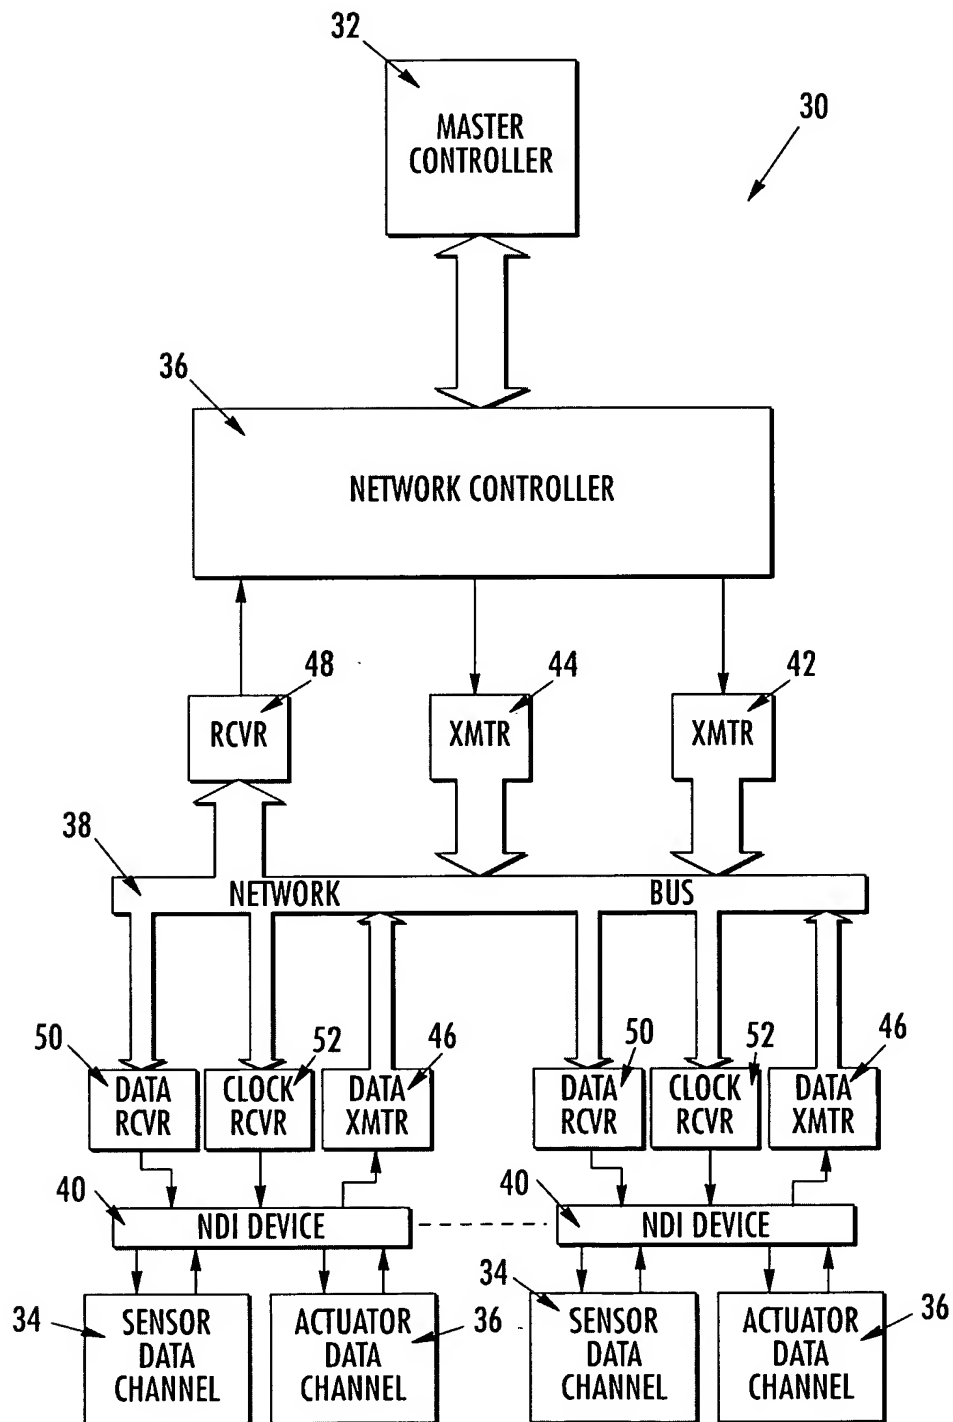 32
MASTER
CONTROLLER
30
36
NETWORK CONTROLLER
48
44
42
RCVR
XMTR
XMTR
38
NETWORK BUS
50
52
46
50
52
46
DATA
RCVR
CLOCK
RCVR
DATA
XMTR
DATA
RCVR
CLOCK
RCVR
DATA
XMTR
40
NDI DEVICE
40
NDI DEVICE
34
SENSOR
DATA
CHANNEL
ACTUATOR
DATA
CHANNEL
36
34
SENSOR
DATA
CHANNEL
ACTUATOR
DATA
CHANNEL
36